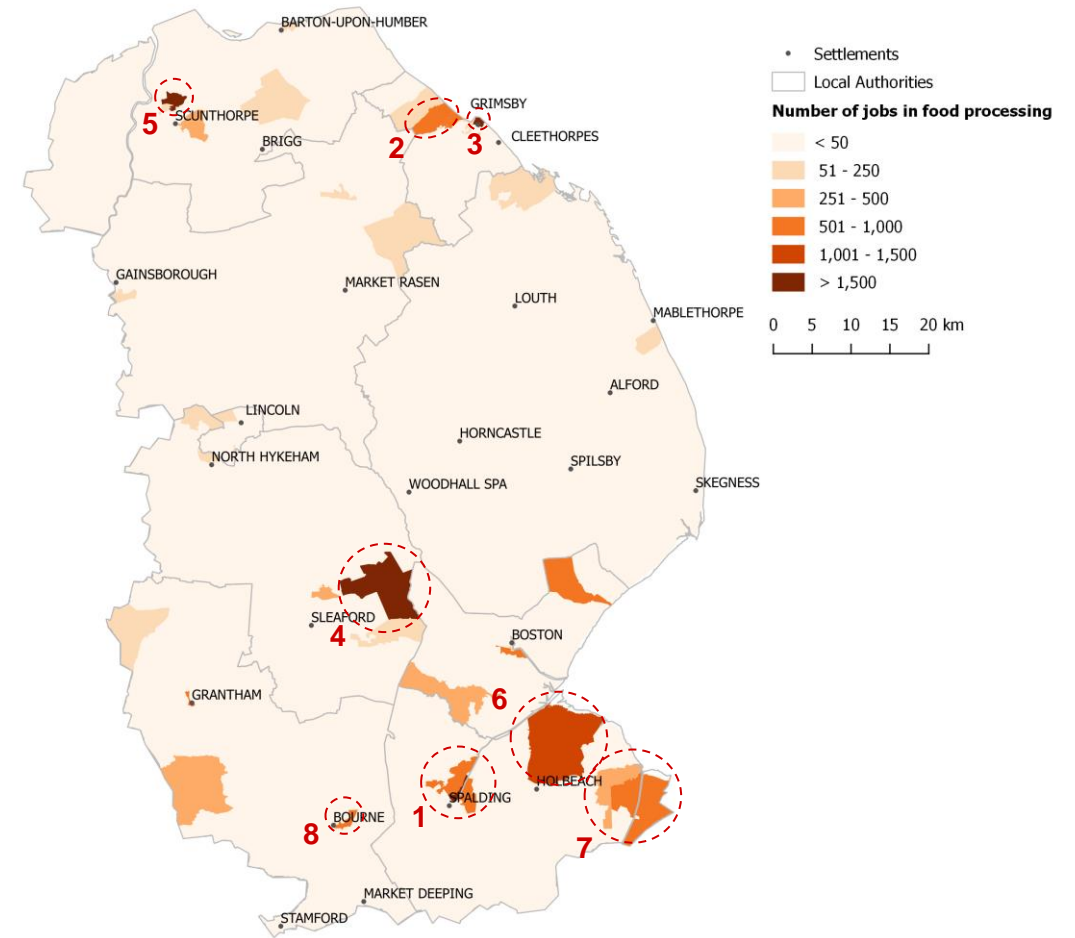 BARTON-UPON-HUMBER
Settlements
Local Authorities
Number of jobs in food processing
< 50
51 - 250
251 - 500
501 - 1,000
1,001 - 1,500
> 1,500
0 5 10 15 20 km
GRIMSBY
SCUNTHORPE
5
CLEETHORPES
2
3
BRIGG
GAINSBOROUGH
MARKET RASEN
LOUTH
MABLETHORPE
ALFORD
LINCOLN
HORNCASTLE
NORTH HYKEHAM
SPILSBY
WOODHALL SPA
SKEGNESS
SLEAFORD
4
BOSTON
GRANTHAM
6
HOLBEACH
SPALDING
1
BOURNE
8
7
MARKET DEEPING
STAMFORD